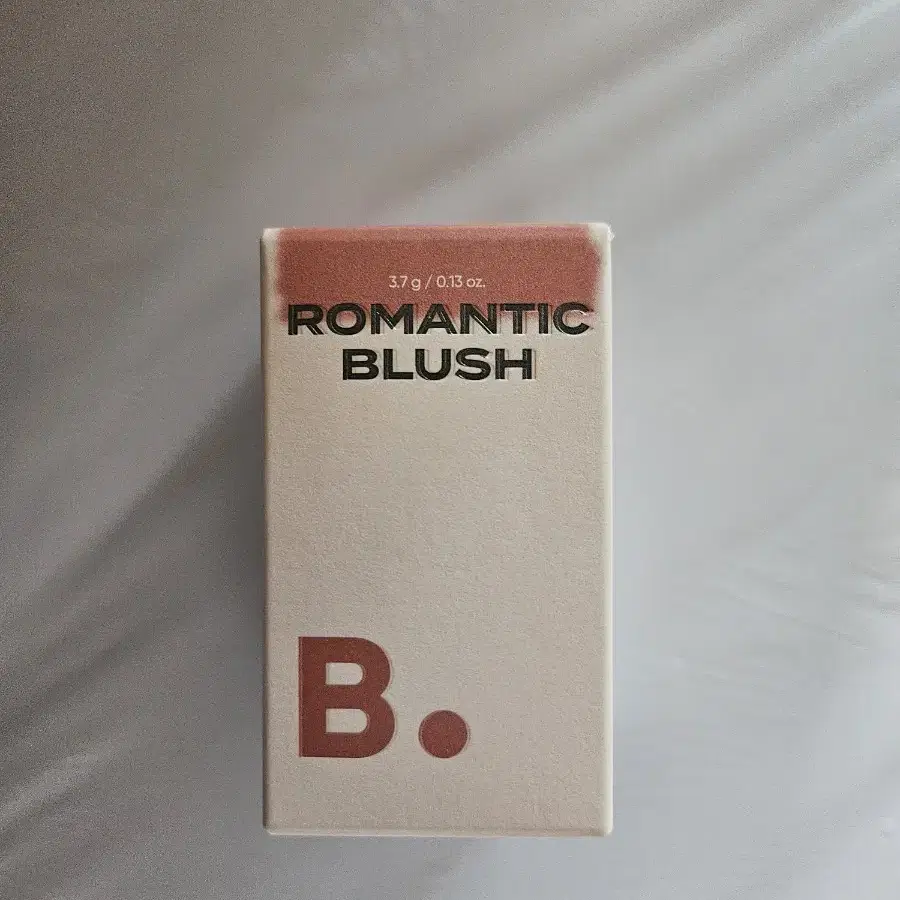 3.7 g / 0.13 oz.
ROMANTIC
BLUSH
B.